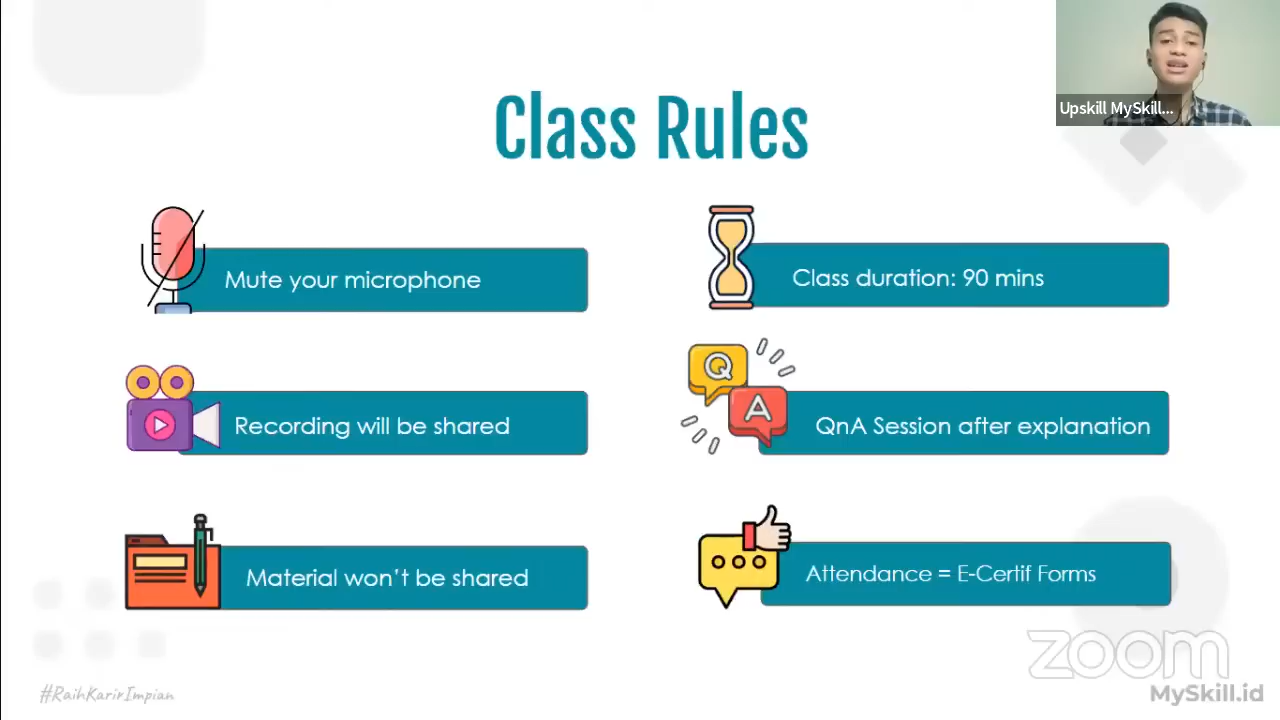 Upskill MySkill...
Class Rules
Mute your microphone
Class duration: 90 mins
Q
A
Recording will be shared
QnA Session after explanation
Material won't be shared
Attendance = E-Certif Forms
zoom
#RaihKarirImpian
MySkill.id